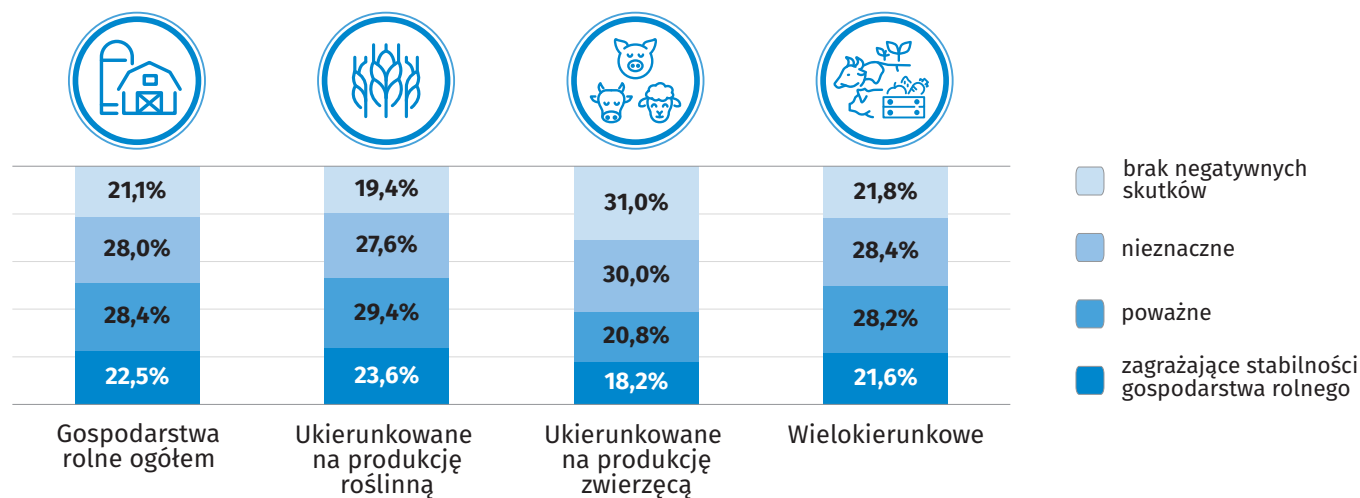 21,1%
19,4%
31,0%
21,8%
28,0%
27,6%
30,0%
28,4%
28,4%
29,4%
20,8%
28,2%
22,5%
23,6%
18,2%
21,6%
brak negatywnych
skutków
nieznaczne
poważne
zagrażające stabilności
gospodarstwa rolnego
Gospodarstwa
rolne ogółem
Ukierunkowane
na produkcję
roślinną
Ukierunkowane
na produkcję
zwierzęcą
Wielokierunkowe